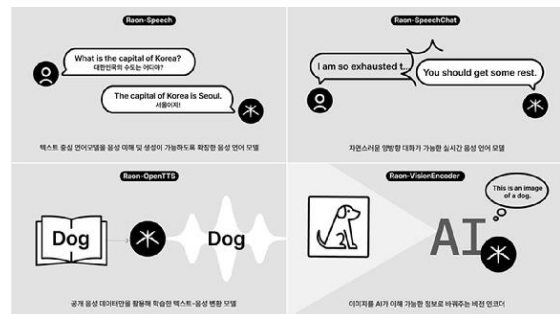 Raon-Speech
What is the capital of Korea?
대한민국의 수도는 어디야?
The capital of Korea is Seoul.
서울이지!
텍스트 중심 언어모델을 음성 이해 및 생성이 가능하도록 확장한 음성 언어 모델
Raon-SpeechChat
I am so exhausted t..
You should get some rest.
자연스러운 양방향 대화가 가능한 실시간 음성 언어 모델
Raon-OpenTTS
Dog
Dog
공개 음성 데이터만을 활용해 학습한 텍스트-음성 변환 모델
Raon-VisionEncoder
This is an image
of a dog.
AI
이미지를 AI가 이해 가능한 정보로 바꿔주는 비전 인코더